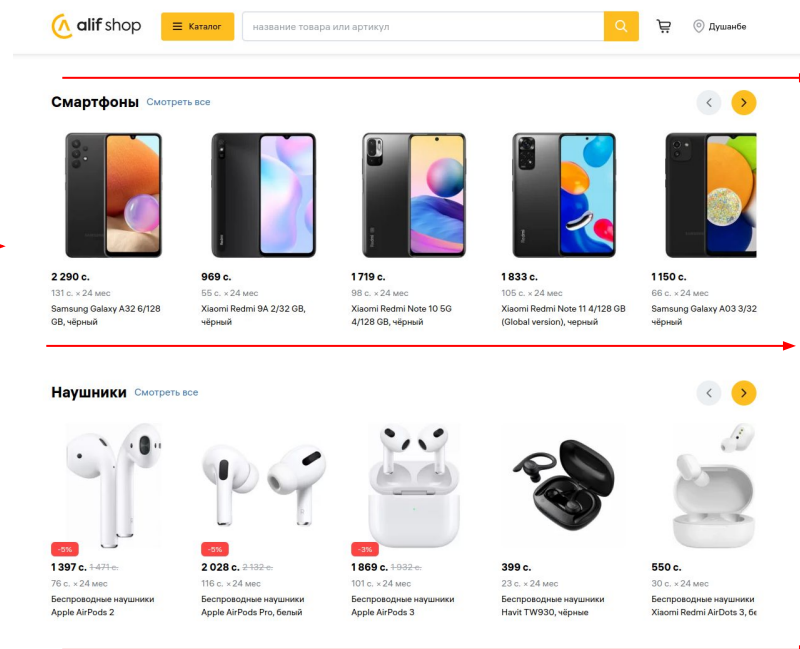 alif shop
Каталог
название товара или артикул
Душанбе
Смартфоны Смотреть все
2 290 с.
131 с. × 24 мес
Samsung Galaxy A32 6/128
GB, чёрный
969 с.
55 с. × 24 мес
Xiaomi Redmi 9A 2/32 GB,
чёрный
1 719 с.
98 с. × 24 мес
Xiaomi Redmi Note 10 5G
4/128 GB, чёрный
1 833 с.
105 с. × 24 мес
Xiaomi Redmi Note 11 4/128 GB
(Global version), черный
1 150 с.
66 с. × 24 мес
Samsung Galaxy A03 3/32
чёрный
Наушники Смотреть все
-5%
1 397 с. 1 471 с.
76 с. × 24 мес
Беспроводные наушники
Apple AirPods 2
-5%
2 028 с. 2 132 с.
116 с. × 24 мес
Беспроводные наушники
Apple AirPods Pro, белый
-3%
1 869 с. 1 932 с.
101 с. × 24 мес
Беспроводные наушники
Apple AirPods 3
399 с.
23 с. × 24 мес
Беспроводные наушники
Havit TW930, чёрные
550 с.
30 с. × 24 мес
Беспроводные наушники
Xiaomi Redmi AirDots 3, бе